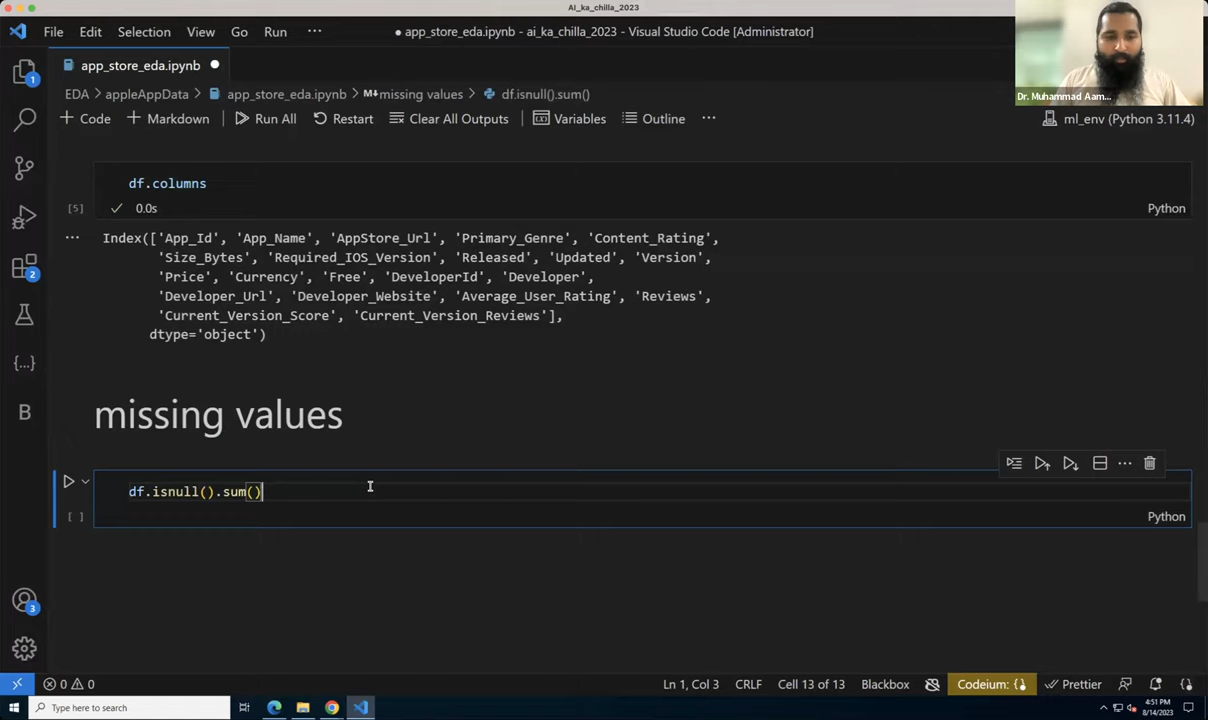 AI_ka_chilla_2023
File Edit Selection View Go Run ···
● app_store_eda.ipynb - ai_ka_chilla_2023 - Visual Studio Code [Administrator]
app_store_eda.ipynb ●
EDA > appleAppData > app_store_eda.ipynb > M↓missing values > df.isnull().sum()
+ Code + Markdown Run All Restart Clear All Outputs Variables Outline ···
ml_env (Python 3.11.4)
Dr. Muhammad Aam...
df.columns
[5] ✓ 0.0s Python
··· Index(['App_Id', 'App_Name', 'AppStore_Url', 'Primary_Genre', 'Content_Rating',
'Size_Bytes', 'Required_IOS_Version', 'Released', 'Updated', 'Version',
'Price', 'Currency', 'Free', 'DeveloperId', 'Developer',
'Developer_Url', 'Developer_Website', 'Average_User_Rating', 'Reviews',
'Current_Version_Score', 'Current_Version_Reviews'],
dtype='object')
missing values
df.isnull().sum()
[ ] Python
1
2
{...}
B
3
0 0 Ln 1, Col 3 CRLF Cell 13 of 13 Blackbox Codeium: {} Prettier
Type here to search
4:51 PM
8/14/2023